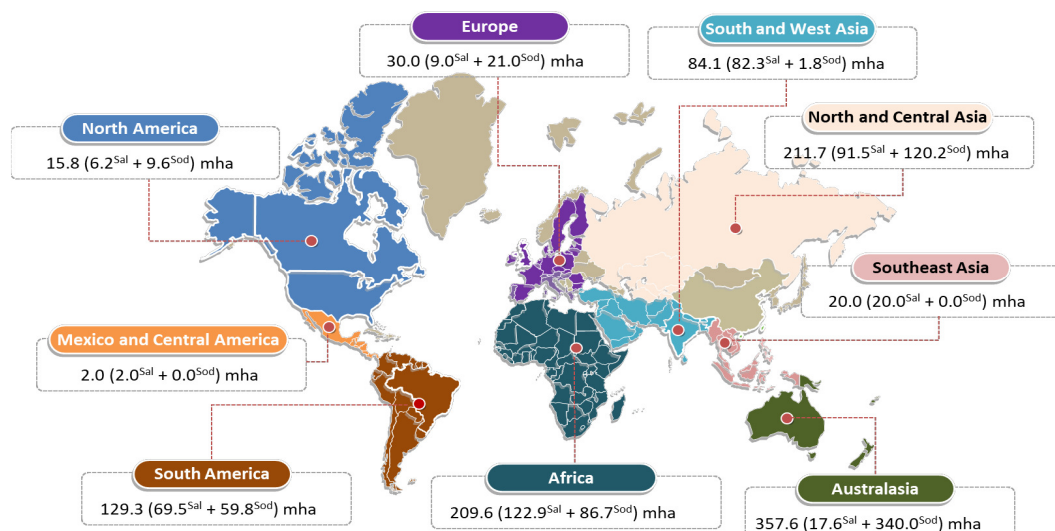 Europe
30.0 (9.0Sal + 21.0Sod) mha
South and West Asia
84.1 (82.3Sal + 1.8Sod) mha
North America
15.8 (6.2Sal + 9.6Sod) mha
North and Central Asia
211.7 (91.5Sal + 120.2Sod) mha
Southeast Asia
20.0 (20.0Sal + 0.0Sod) mha
Mexico and Central America
2.0 (2.0Sal + 0.0Sod) mha
South America
129.3 (69.5Sal + 59.8Sod) mha
Africa
209.6 (122.9Sal + 86.7Sod) mha
Australasia
357.6 (17.6Sal + 340.0Sod) mha